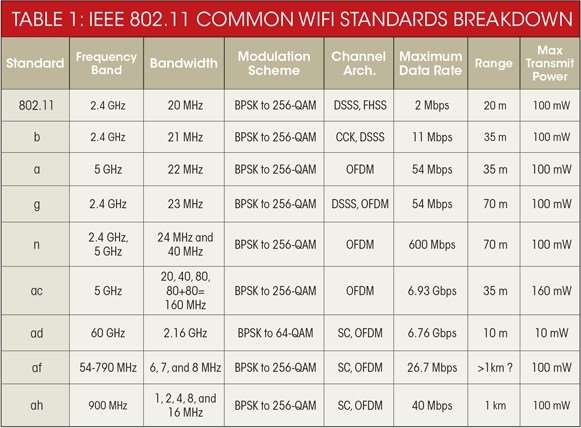 TABLE 1: IEEE 802.11 COMMON WIFI STANDARDS BREAKDOWN
Standard Frequency Band Bandwidth Modulation Scheme Channel Arch. Maximum Data Rate Range Max Transmit Power
802.11 2.4 GHz 20 MHz BPSK to 256-QAM DSSS, FHSS 2 Mbps 20 m 100 mW
b 2.4 GHz 21 MHz BPSK to 256-QAM CCK, DSSS 11 Mbps 35 m 100 mW
a 5 GHz 22 MHz BPSK to 256-QAM OFDM 54 Mbps 35 m 100 mW
g 2.4 GHz 23 MHz BPSK to 256-QAM DSSS, OFDM 54 Mbps 70 m 100 mW
n 2.4 GHz, 5 GHz 24 MHz and 40 MHz BPSK to 256-QAM OFDM 600 Mbps 70 m 100 mW
ac 5 GHz 20, 40, 80, 80+80= 160 MHz BPSK to 256-QAM OFDM 6.93 Gbps 35 m 160 mW
ad 60 GHz 2.16 GHz BPSK to 64-QAM SC, OFDM 6.76 Gbps 10 m 10 mW
af 54-790 MHz 6, 7, and 8 MHz BPSK to 256-QAM SC, OFDM 26.7 Mbps >1km ? 100 mW
ah 900 MHz 1, 2, 4, 8, and 16 MHz BPSK to 256-QAM SC, OFDM 40 Mbps 1 km 100 mW